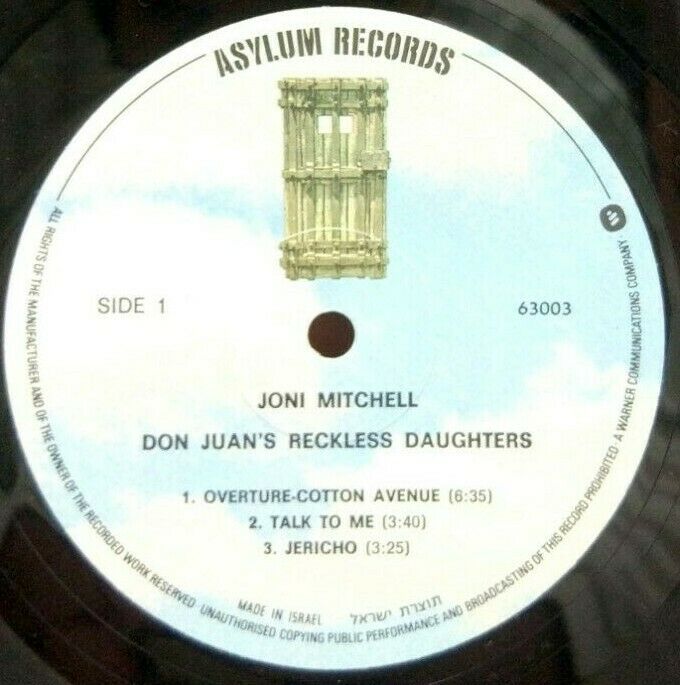 ASYLUM RECORDS
SIDE 1
63003
JONI MITCHELL
DON JUAN'S RECKLESS DAUGHTERS
1. OVERTURE-COTTON AVENUE (6:35)
2. TALK TO ME (3:40)
3. JERICHO (3:25)
MADE IN ISRAEL תוצרת ישראל
ALL RIGHTS OF THE MANUFACTURER AND OF THE OWNER OF THE RECORDED WORK RESERVED UNAUTHORISED COPYING PUBLIC PERFORMANCE AND BROADCASTING OF THIS RECORD PROHIBITED · A WARNER COMMUNICATIONS COMPANY ·